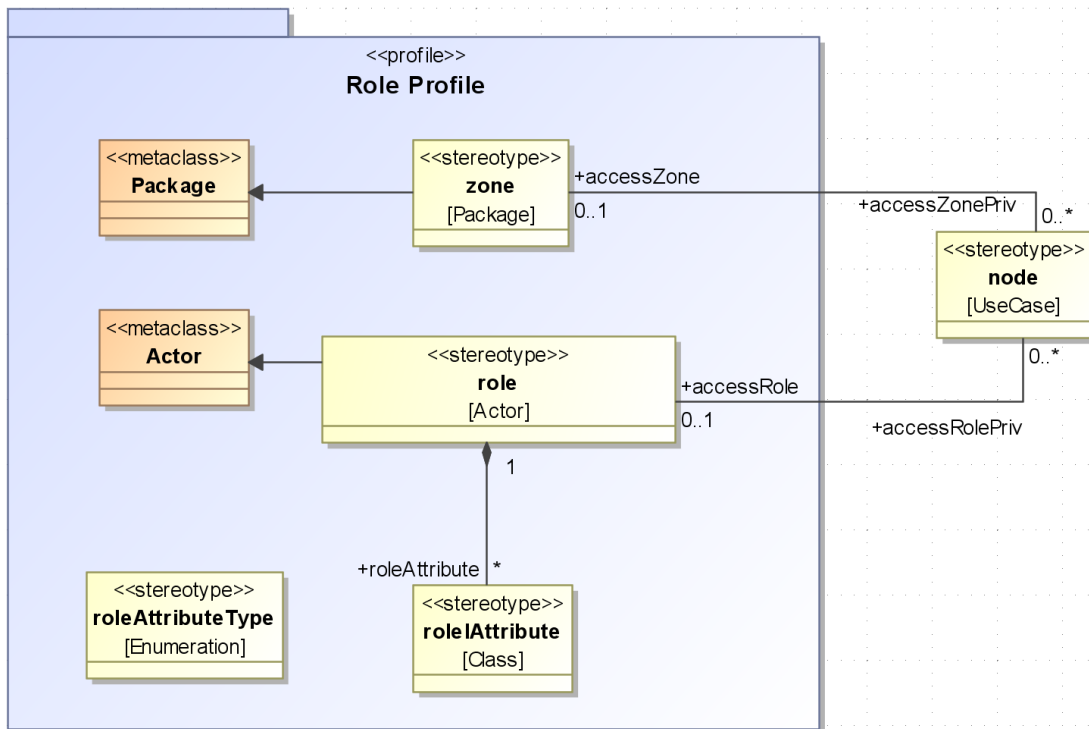 <<profile>>
Role Profile
<<metaclass>>
Package
<<stereotype>>
zone
[Package]
+accessZone
0..1
+accessZonePriv
0..*
<<stereotype>>
node
[UseCase]
0..*
<<metaclass>>
Actor
<<stereotype>>
role
[Actor]
+accessRole
0..1
+accessRolePriv
1
+roleAttribute
*
<<stereotype>>
roleAttributeType
[Enumeration]
<<stereotype>>
rolelAttribute
[Class]